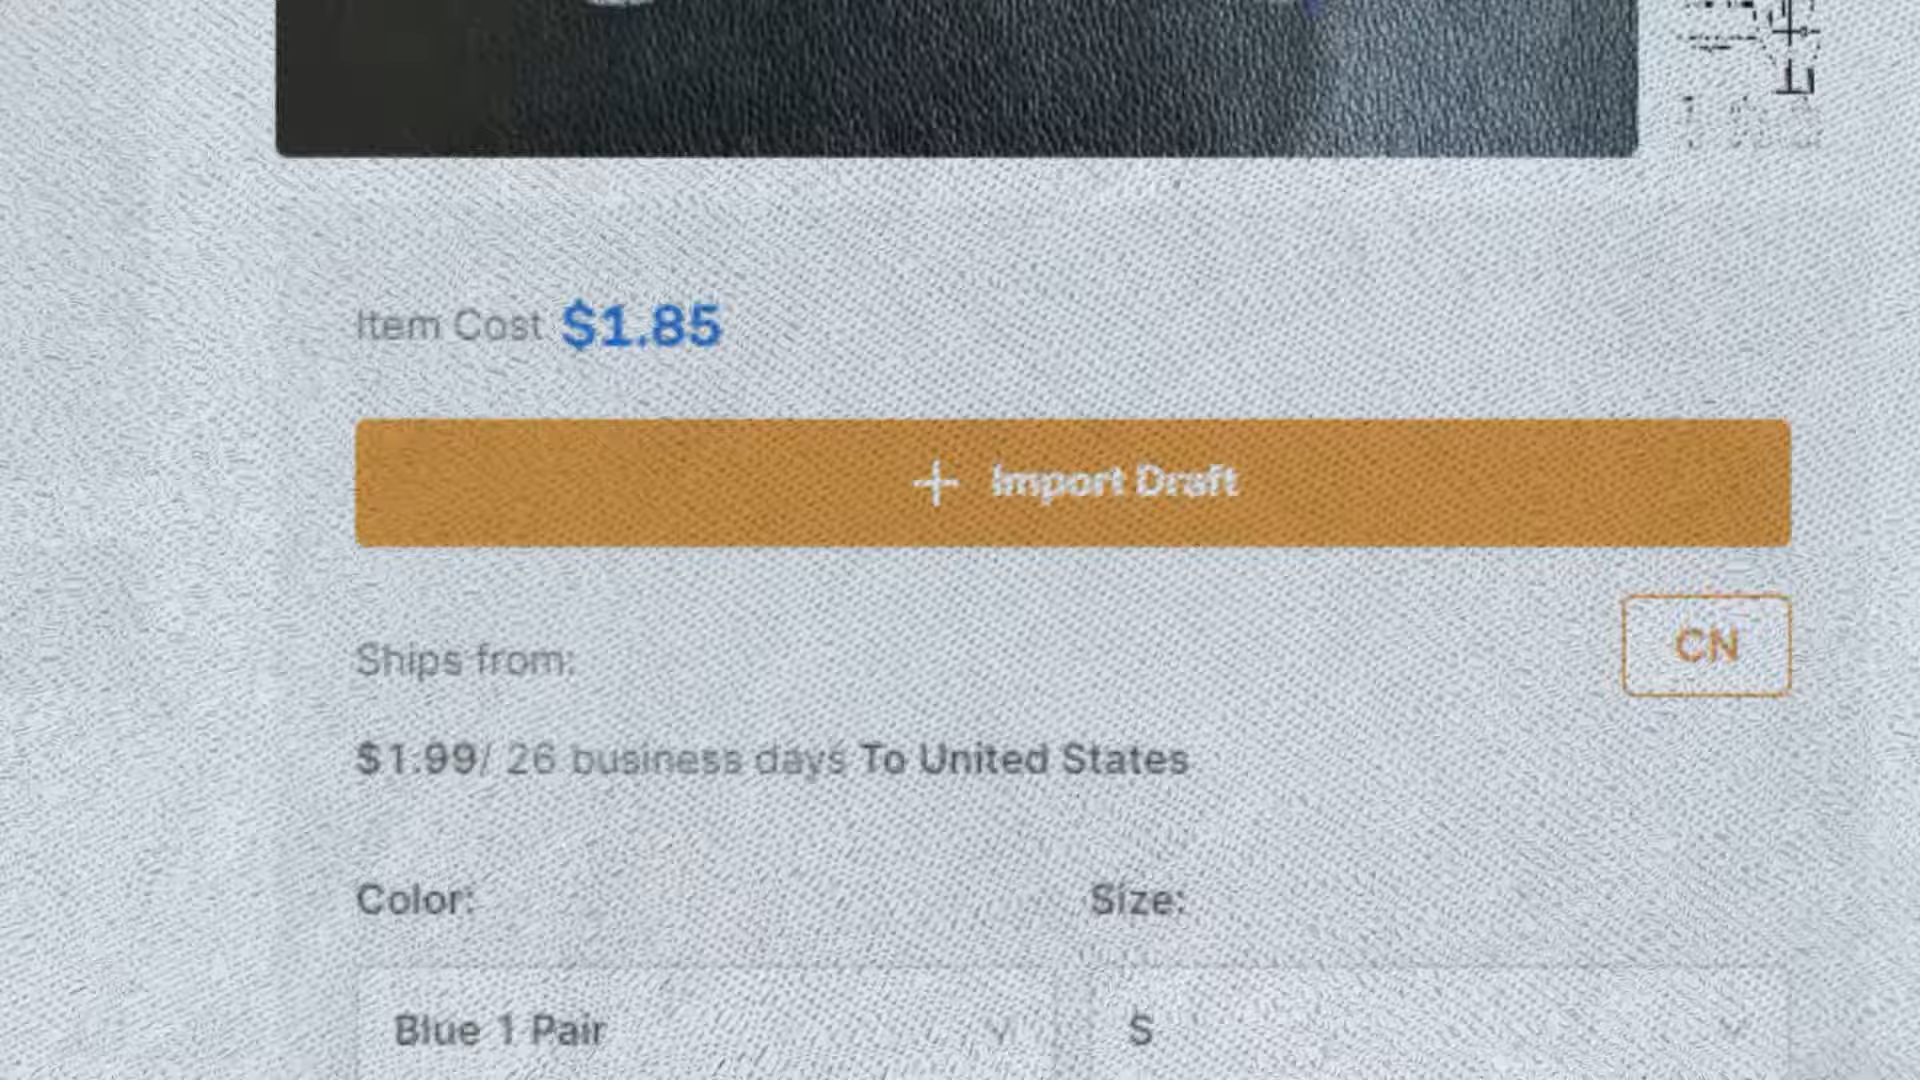 Item Cost $1.85
+ Import Draft
Ships from:
CN
$1.99/ 26 business days To United States
Color:
Size:
Blue 1 Pair
S